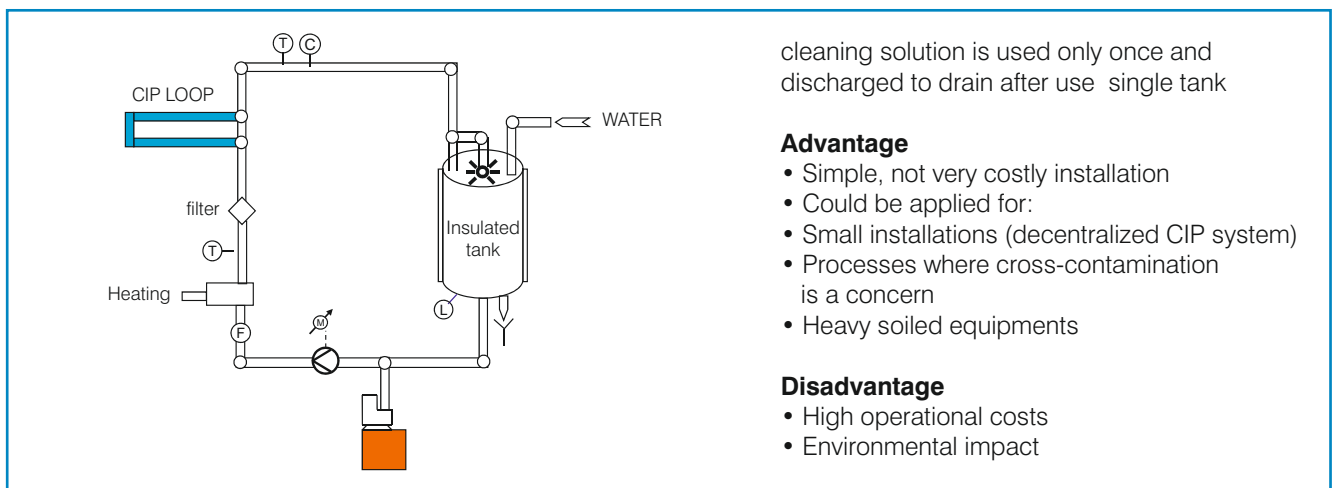 T
C
CIP LOOP
WATER
filter
Insulated
tank
T
Heating
L
M
F
cleaning solution is used only once and
discharged to drain after use single tank
Advantage
• Simple, not very costly installation
• Could be applied for:
• Small installations (decentralized CIP system)
• Processes where cross-contamination
is a concern
• Heavy soiled equipments
Disadvantage
• High operational costs
• Environmental impact